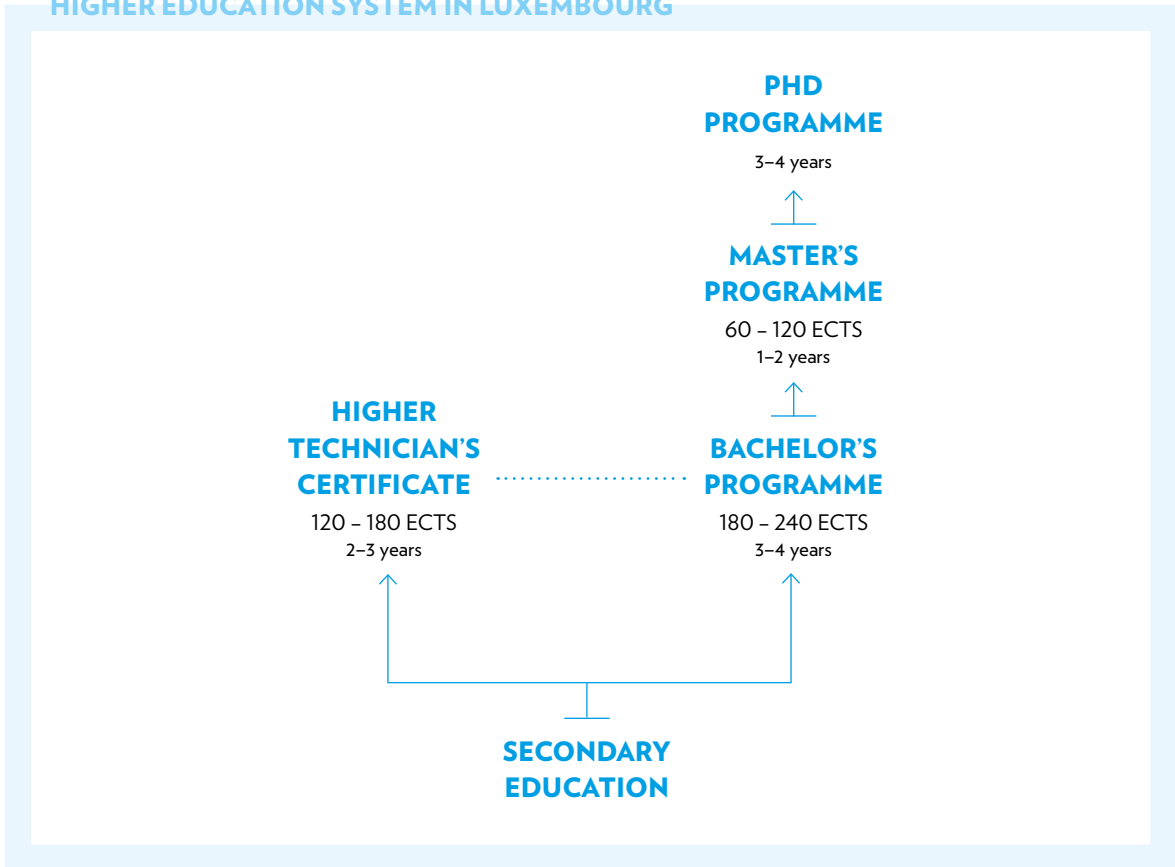 HIGHER EDUCATION SYSTEM IN LUXEMBOURG
PHD
PROGRAMME
3–4 years
MASTER’S
PROGRAMME
60 – 120 ECTS
1–2 years
HIGHER
TECHNICIAN’S
CERTIFICATE
120 – 180 ECTS
2–3 years
BACHELOR’S
PROGRAMME
180 – 240 ECTS
3–4 years
SECONDARY
EDUCATION